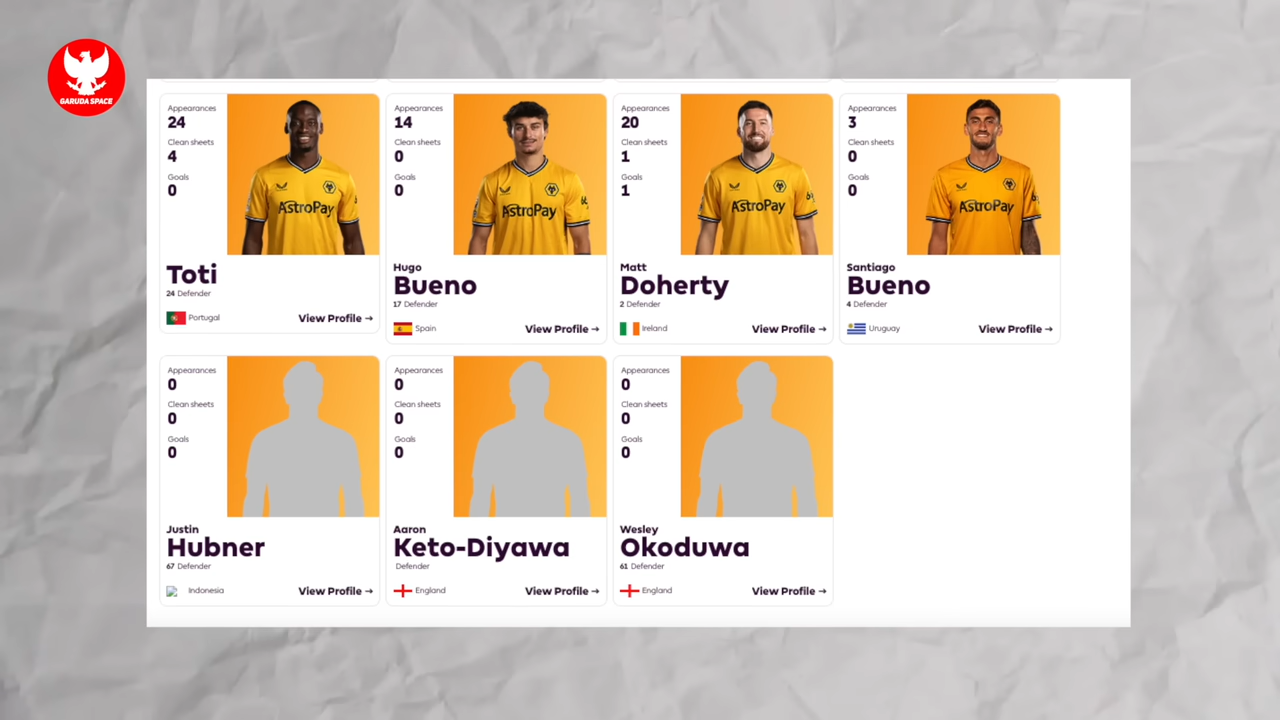 GARUDA SPACE
Appearances
24
Clean sheets
4
Goals
0
AstroPay
Toti
24 Defender
Portugal
View Profile →
Appearances
14
Clean sheets
0
Goals
0
AstroPay
Hugo
Bueno
17 Defender
Spain
View Profile →
Appearances
20
Clean sheets
1
Goals
1
AstroPay
Matt
Doherty
2 Defender
Ireland
View Profile →
Appearances
3
Clean sheets
0
Goals
0
AstroPay
Santiago
Bueno
4 Defender
Uruguay
View Profile →
Appearances
0
Clean sheets
0
Goals
0
Justin
Hubner
67 Defender
Indonesia
View Profile →
Appearances
0
Clean sheets
0
Goals
0
Aaron
Keto-Diyawa
Defender
England
View Profile →
Appearances
0
Clean sheets
0
Goals
0
Wesley
Okoduwa
61 Defender
England
View Profile →